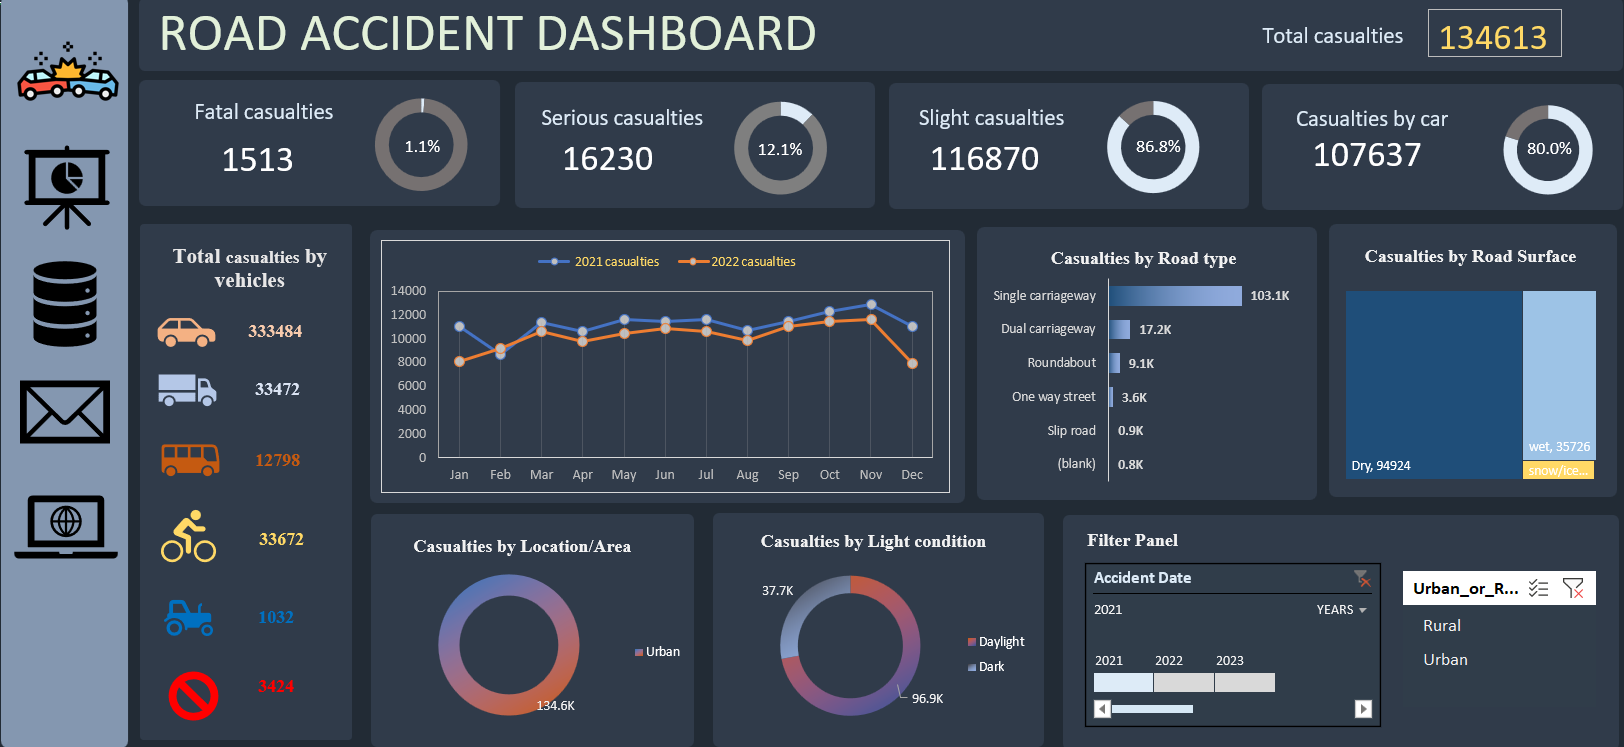 ROAD ACCIDENT DASHBOARD
Total casualties
134613
Fatal casualties
1513
1.1%
Serious casualties
16230
12.1%
Slight casualties
116870
86.8%
Casualties by car
107637
80.0%
Total casualties by
vehicles
333484
33472
12798
33672
1032
3424
2021 casualties
2022 casualties
14000
12000
10000
8000
6000
4000
2000
0
Jan Feb Mar Apr May Jun Jul Aug Sep Oct Nov Dec
Casualties by Road type
Single carriageway 103.1K
Dual carriageway 17.2K
Roundabout 9.1K
One way street 3.6K
Slip road 0.9K
(blank) 0.8K
Casualties by Road Surface
Dry, 94924
wet, 35726
snow/ice...
Casualties by Location/Area
Urban
134.6K
Casualties by Light condition
37.7K
Daylight
Dark
96.9K
Filter Panel
Accident Date
2021 YEARS
2021 2022 2023
Urban_or_R...
Rural
Urban